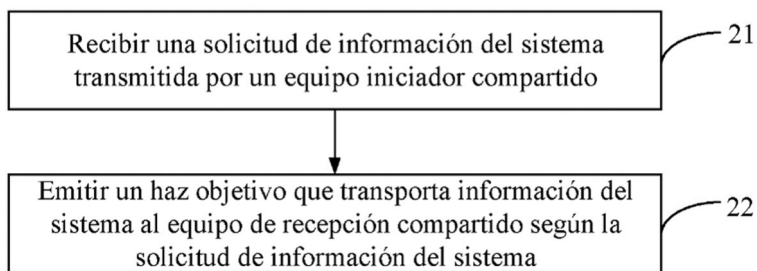 Recibir una solicitud de información del sistema
transmitida por un equipo iniciador compartido
21
Emitir un haz objetivo que transporta información del
sistema al equipo de recepción compartido según la
solicitud de información del sistema
22